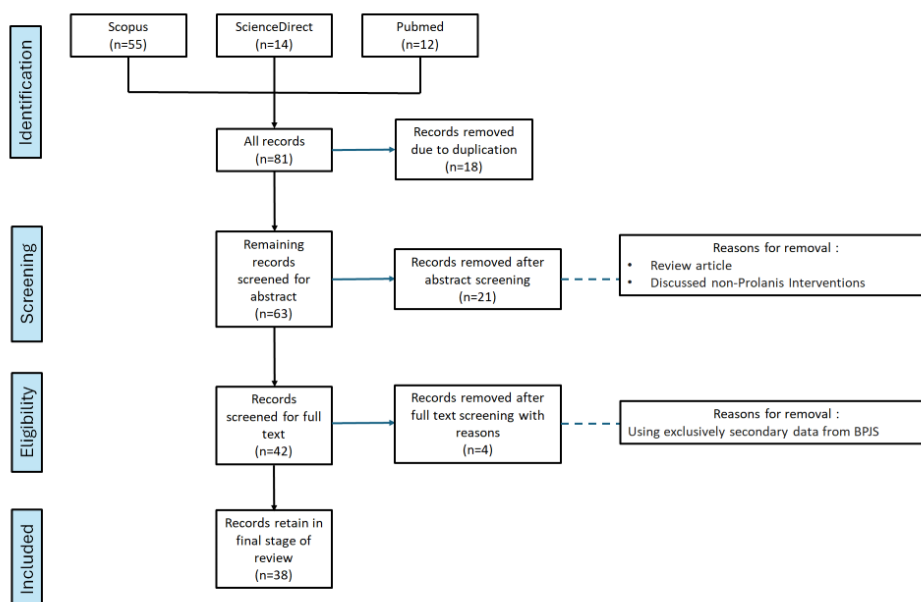 Identification
Scopus
(n=55)
ScienceDirect
(n=14)
Pubmed
(n=12)
All records
(n=81)
Records removed
due to duplication
(n=18)
Screening
Remaining
records
screened for
abstract
(n=63)
Records removed after
abstract screening
(n=21)
Reasons for removal :
• Review article
• Discussed non-Prolanis Interventions
Eligibility
Records
screened for full
text
(n=42)
Records removed after
full text screening with
reasons
(n=4)
Reasons for removal :
Using exclusively secondary data from BPJS
Included
Records retain in
final stage of
review
(n=38)